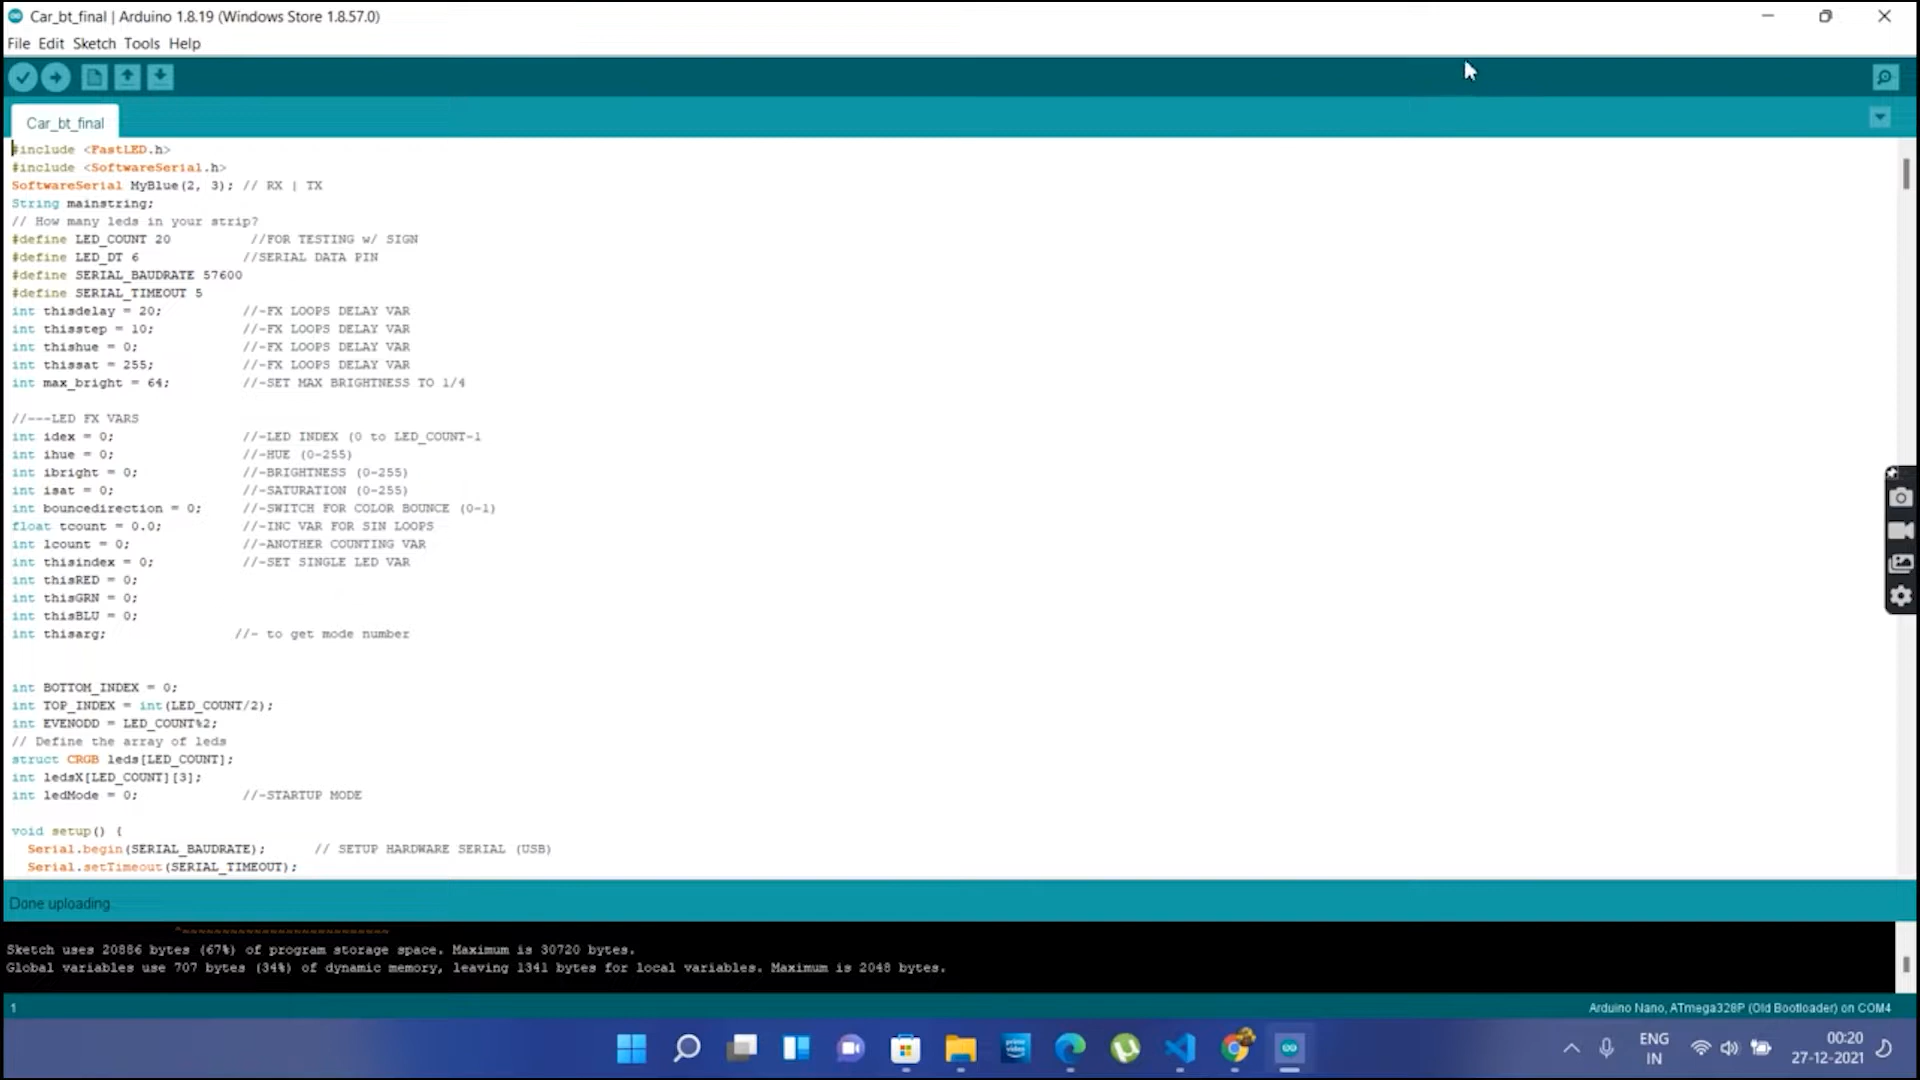 Car_bt_final | Arduino 1.8.19 (Windows Store 1.8.57.0)
File Edit Sketch Tools Help
Car_bt_final
#include <FastLED.h>
#include <SoftwareSerial.h>
SoftwareSerial MyBlue(2, 3); // RX | TX
String mainstring;
// How many leds in your strip?
#define LED_COUNT 20 //FOR TESTING w/ SIGN
#define LED_DT 6 //SERIAL DATA PIN
#define SERIAL_BAUDRATE 57600
#define SERIAL_TIMEOUT 5
int thisdelay = 20; //-FX LOOPS DELAY VAR
int thisstep = 10; //-FX LOOPS DELAY VAR
int thishue = 0; //-FX LOOPS DELAY VAR
int thissat = 255; //-FX LOOPS DELAY VAR
int max_bright = 64; //-SET MAX BRIGHTNESS TO 1/4
//---LED FX VARS
int idex = 0; //-LED INDEX (0 to LED_COUNT-1
int ihue = 0; //-HUE (0-255)
int ibright = 0; //-BRIGHTNESS (0-255)
int isat = 0; //-SATURATION (0-255)
int bouncedirection = 0; //-SWITCH FOR COLOR BOUNCE (0-1)
float tcount = 0.0; //-INC VAR FOR SIN LOOPS
int lcount = 0; //-ANOTHER COUNTING VAR
int thisindex = 0; //-SET SINGLE LED VAR
int thisRED = 0;
int thisGRN = 0;
int thisBLU = 0;
int thisarg; //- to get mode number
int BOTTOM_INDEX = 0;
int TOP_INDEX = int(LED_COUNT/2);
int EVENODD = LED_COUNT%2;
// Define the array of leds
struct CRGB leds[LED_COUNT];
int ledsX[LED_COUNT][3];
int ledMode = 0; //-STARTUP MODE
void setup() {
Serial.begin(SERIAL_BAUDRATE); // SETUP HARDWARE SERIAL (USB)
Serial.setTimeout(SERIAL_TIMEOUT);
Done uploading
^~~~~~~~~~~~~~~~~~~~~~~~~~~
Sketch uses 20886 bytes (67%) of program storage space. Maximum is 30720 bytes.
Global variables use 707 bytes (34%) of dynamic memory, leaving 1341 bytes for local variables. Maximum is 2048 bytes.
1 Arduino Nano, ATmega328P (Old Bootloader) on COM4
prime video
ENG
IN
00:20
27-12-2021